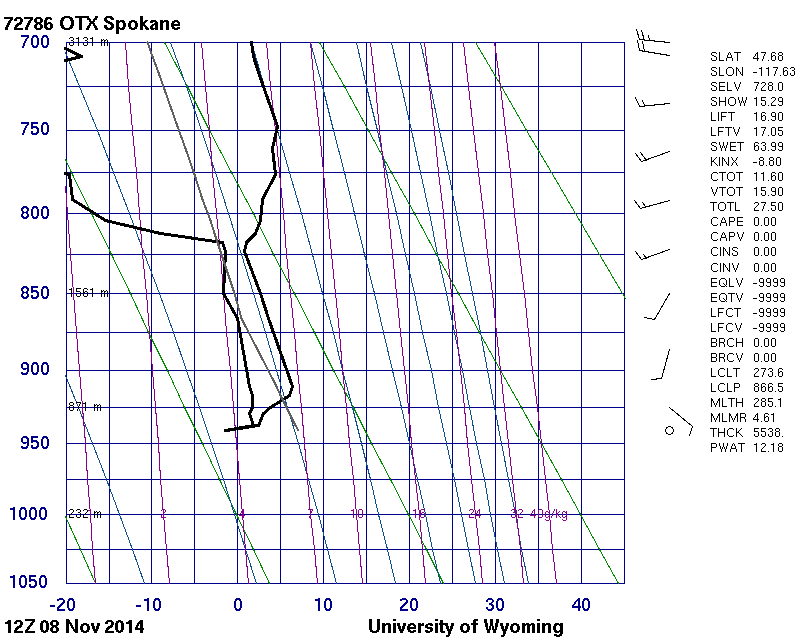 72786 OTX Spokane
700
3131 m
750
800
850
1561 m
900
871 m
950
1000
232 m
2
4
7
10
16
24
32
40g/kg
1050
-20
-10
0
10
20
30
40
12Z 08 Nov 2014
University of Wyoming
SLAT 47.68
SLON -117.63
SELV 728.0
SHOW 15.29
LIFT 16.90
LFTV 17.05
SWET 63.99
KINX -8.80
CTOT 11.60
VTOT 15.90
TOTL 27.50
CAPE 0.00
CAPV 0.00
CINS 0.00
CINV 0.00
EQLV -9999
EQTV -9999
LFCT -9999
LFCV -9999
BRCH 0.00
BRCV 0.00
LCLT 273.6
LCLP 866.5
MLTH 285.1
MLMR 4.61
THCK 5538.
PWAT 12.18